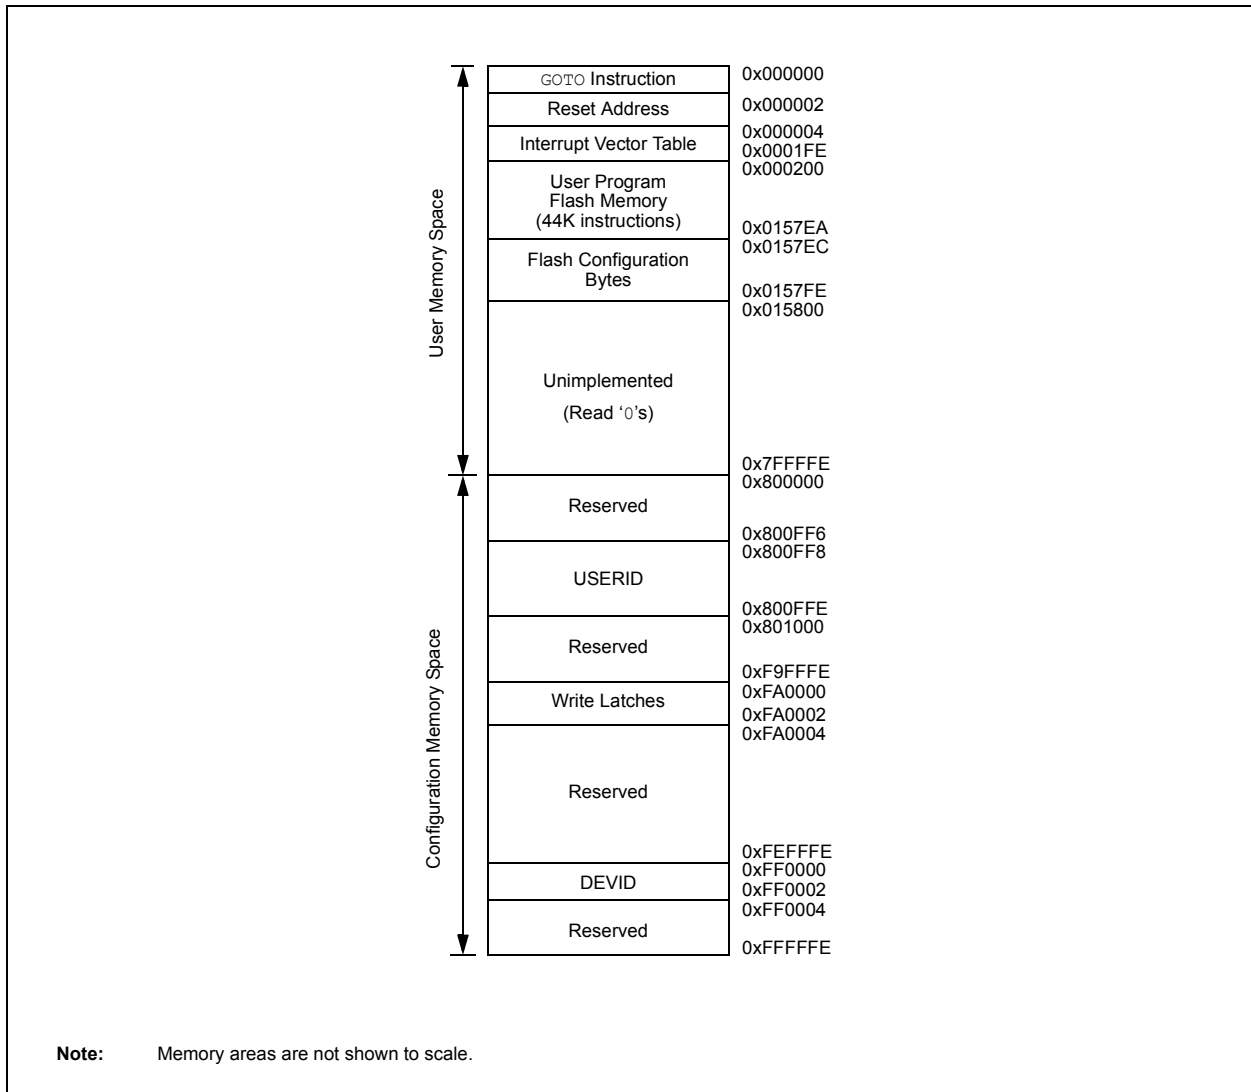 GOTO Instruction
0x000000
Reset Address
0x000002
Interrupt Vector Table
0x000004
0x0001FE
User Program
Flash Memory
(44K instructions)
0x000200
0x0157EA
Flash Configuration
Bytes
0x0157EC
0x0157FE
Unimplemented
(Read ‘0’s)
0x015800
0x7FFFFE
User Memory Space
Reserved
0x800000
0x800FF6
USERID
0x800FF8
0x800FFE
Reserved
0x801000
0xF9FFFE
Write Latches
0xFA0000
0xFA0002
Reserved
0xFA0004
0xFEFFFE
DEVID
0xFF0000
0xFF0002
Reserved
0xFF0004
0xFFFFFE
Configuration Memory Space
Note: Memory areas are not shown to scale.